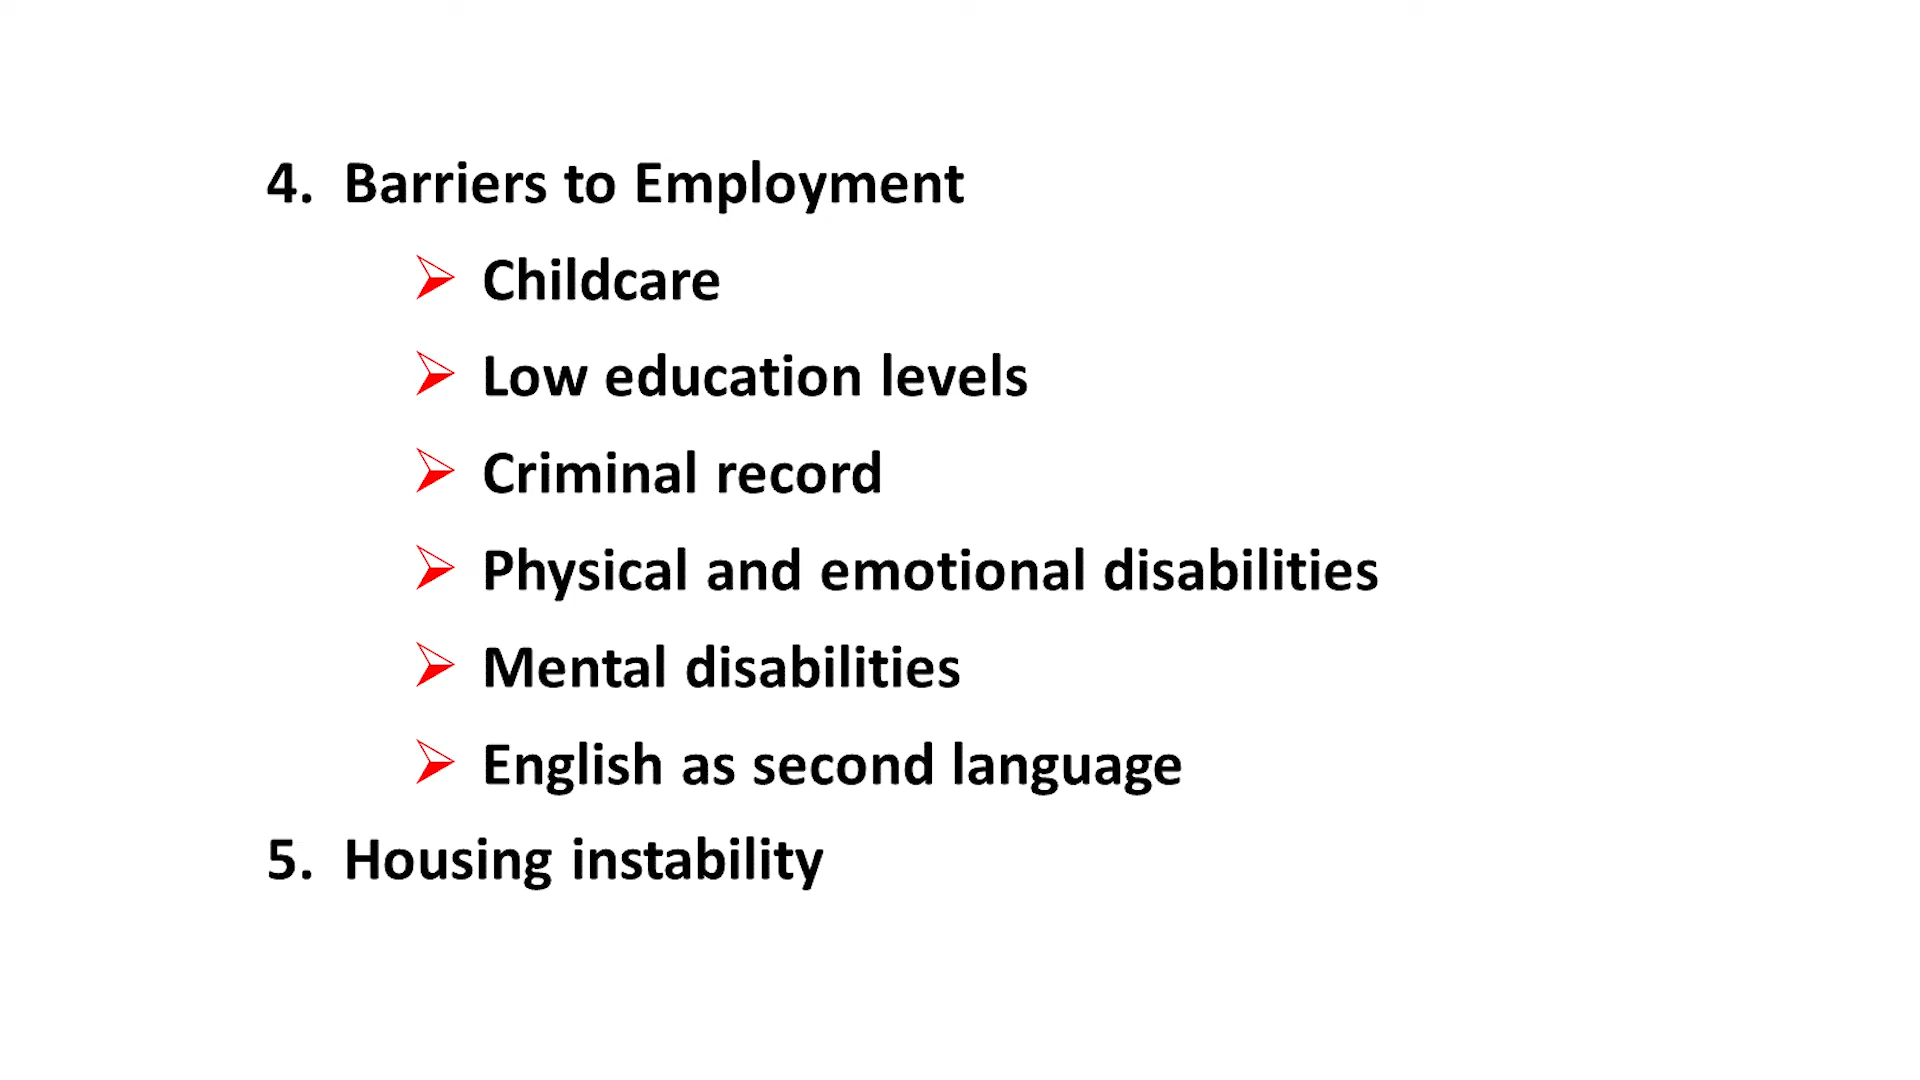 4. Barriers to Employment
➢ Childcare
➢ Low education levels
➢ Criminal record
➢ Physical and emotional disabilities
➢ Mental disabilities
➢ English as second language
5. Housing instability